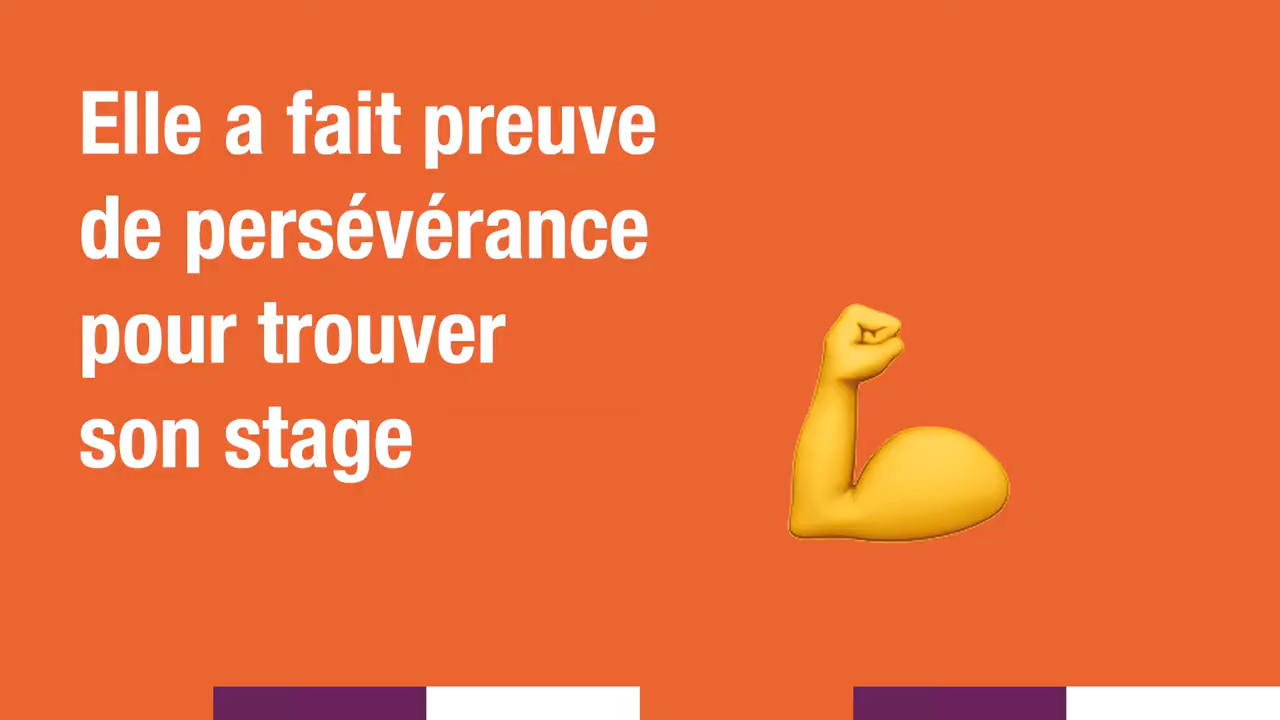 Elle a fait preuve
de persévérance
pour trouver
son stage